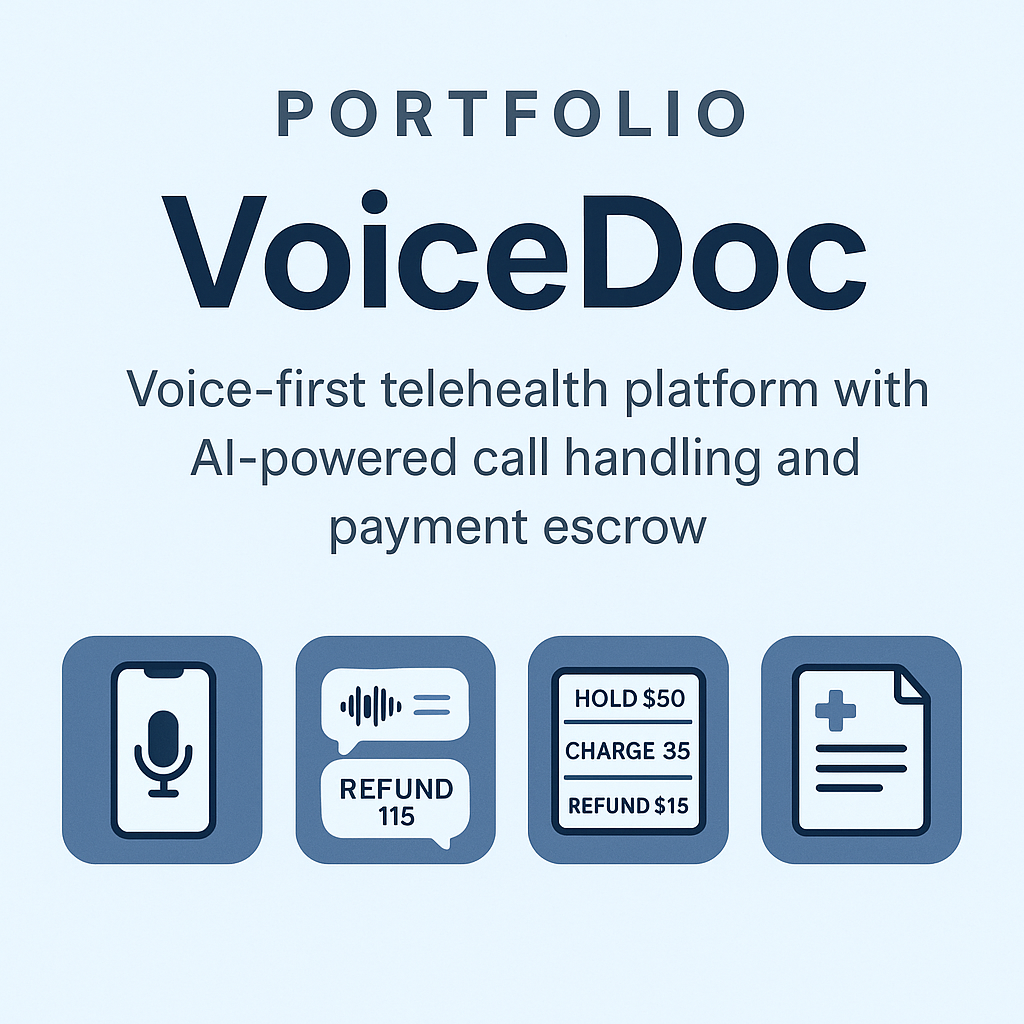 PORTFOLIO
VoiceDoc
Voice-first telehealth platform with
AI-powered call handling and
payment escrow
REFUND
115
HOLD $50
CHARGE 35
REFUND $15